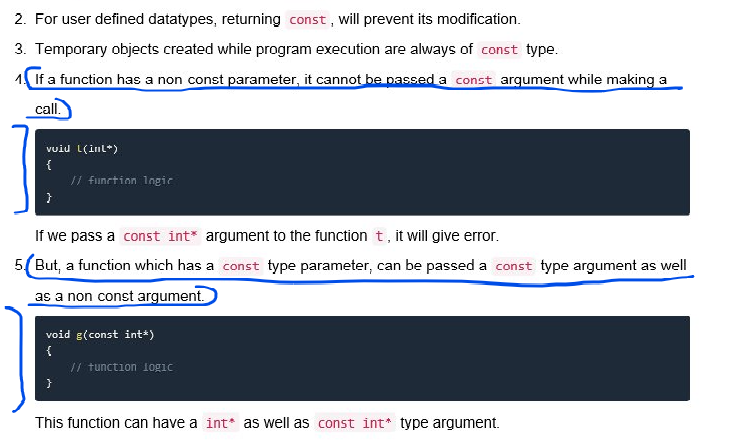 2. For user defined datatypes, returning const, will prevent its modification.
3. Temporary objects created while program execution are always of const type.
4. If a function has a non const parameter, it cannot be passed a const argument while making a
call.
void t(int*)
{
// function logic
}
If we pass a const int* argument to the function t, it will give error.
5. But, a function which has a const type parameter, can be passed a const type argument as well
as a non const argument.
void g(const int*)
{
// function logic
}
This function can have a int* as well as const int* type argument.